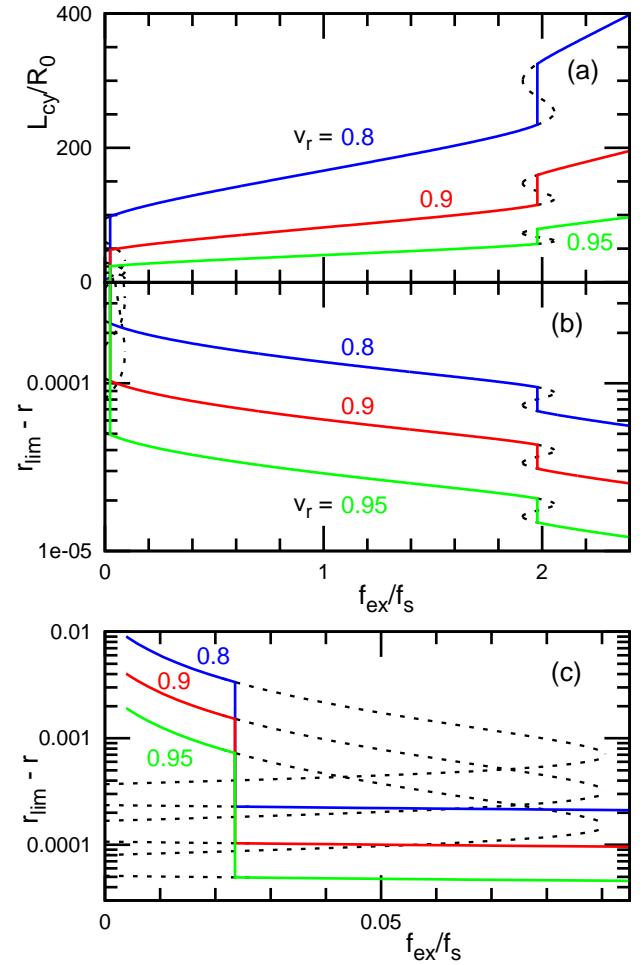 400
(a)
L_cy/R_0
v_r = 0.8
200
0.9
0.95
0
(b)
0.8
0.0001
0.9
r_lim - r
v_r = 0.95
1e-05
0 1 2
f_ex/f_s
0.01
0.8
(c)
0.9
0.001
0.95
r_lim - r
0.0001
0 0.05
f_ex/f_s